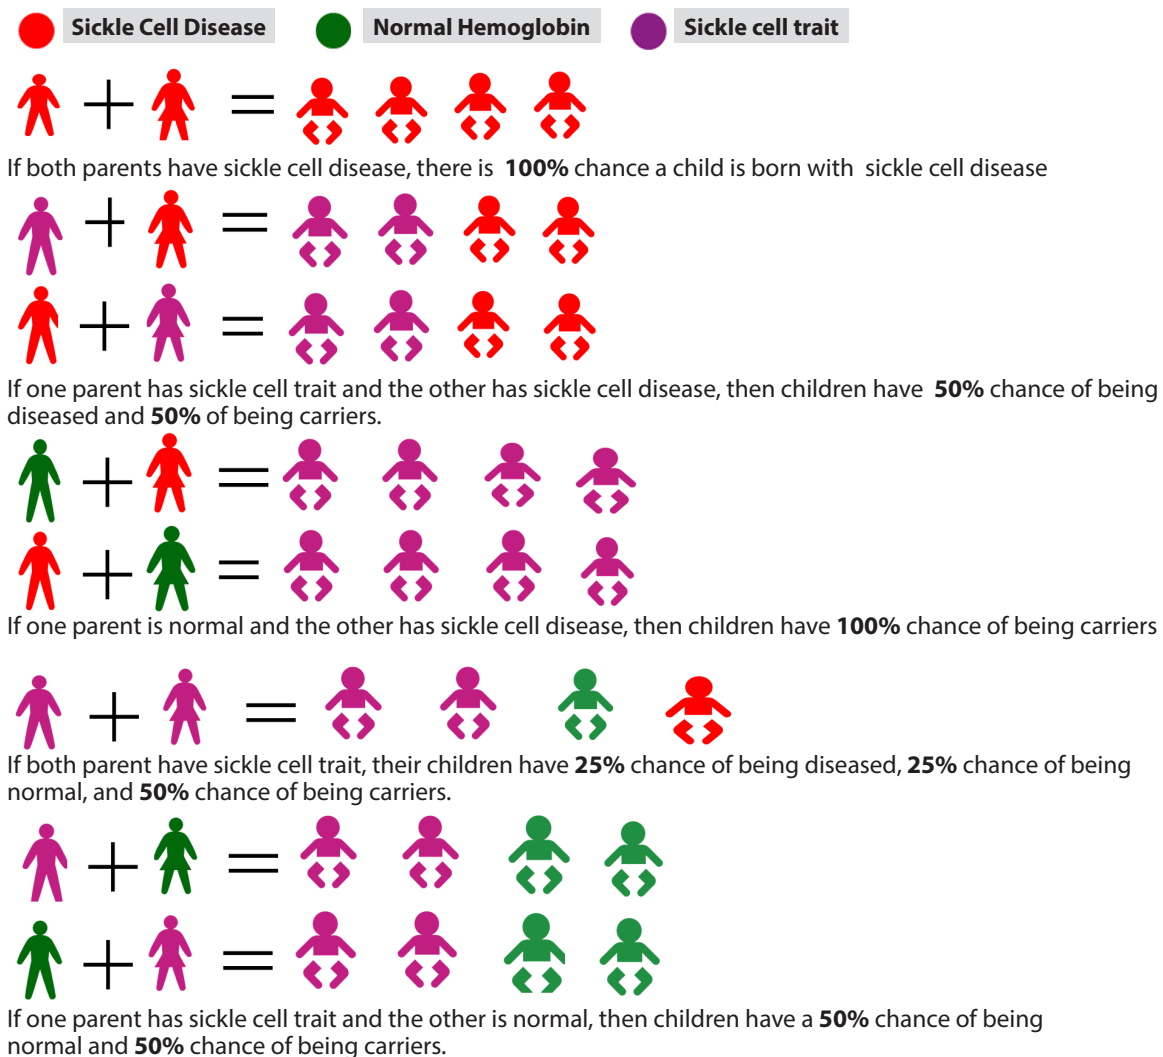 Sickle Cell Disease Normal Hemoglobin Sickle cell trait
If both parents have sickle cell disease, there is 100% chance a child is born with sickle cell disease
If one parent has sickle cell trait and the other has sickle cell disease, then children have 50% chance of being
diseased and 50% of being carriers.
If one parent is normal and the other has sickle cell disease, then children have 100% chance of being carriers
If both parent have sickle cell trait, their children have 25% chance of being diseased, 25% chance of being
normal, and 50% chance of being carriers.
If one parent has sickle cell trait and the other is normal, then children have a 50% chance of being
normal and 50% chance of being carriers.